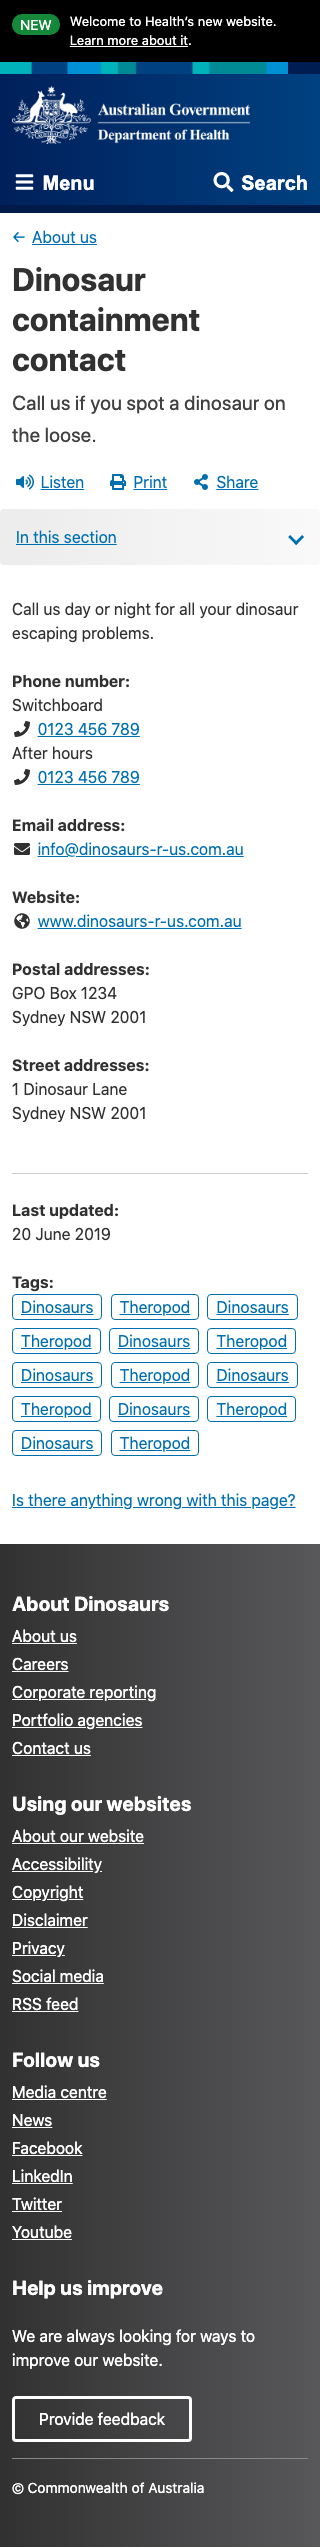 NEW Welcome to Health's new website.
Learn more about it.
Australian Government
Department of Health
Menu Search
← About us
Dinosaur
containment
contact
Call us if you spot a dinosaur on
the loose.
Listen Print Share
In this section
Call us day or night for all your dinosaur
escaping problems.
Phone number:
Switchboard
0123 456 789
After hours
0123 456 789
Email address:
info@dinosaurs-r-us.com.au
Website:
www.dinosaurs-r-us.com.au
Postal addresses:
GPO Box 1234
Sydney NSW 2001
Street addresses:
1 Dinosaur Lane
Sydney NSW 2001
Last updated:
20 June 2019
Tags:
Dinosaurs Theropod Dinosaurs
Theropod Dinosaurs Theropod
Dinosaurs Theropod Dinosaurs
Theropod Dinosaurs Theropod
Dinosaurs Theropod
Is there anything wrong with this page?
About Dinosaurs
About us
Careers
Corporate reporting
Portfolio agencies
Contact us
Using our websites
About our website
Accessibility
Copyright
Disclaimer
Privacy
Social media
RSS feed
Follow us
Media centre
News
Facebook
LinkedIn
Twitter
Youtube
Help us improve
We are always looking for ways to
improve our website.
Provide feedback
© Commonwealth of Australia